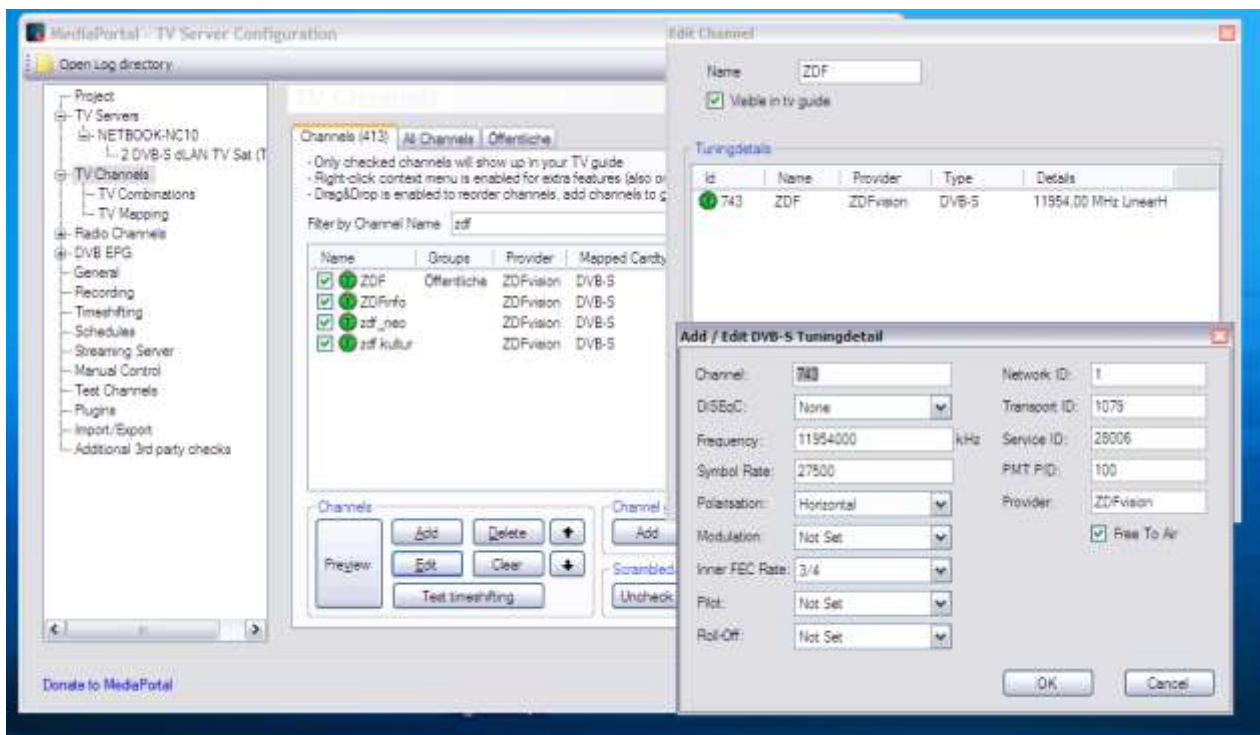 MediaPortal - TV Server Configuration
Open Log directory
Project
TV Servers
NETBOOK-NC10
2 DVB-S dLAN TV Sat (T
TV Channels
TV Combinations
TV Mapping
Radio Channels
DVB EPG
General
Recording
Timeshifting
Schedules
Streaming Server
Manual Control
Test Channels
Plugins
Import/Export
Additional 3rd party checks
Donate to MediaPortal
TV Channels
Channels (413) All Channels Öffentliche
- Only checked channels will show up in your TV guide
- Right-click context menu is enabled for extra features (also o
- Drag&Drop is enabled to reorder channels, add channels to g
Filter by Channel Name zdf
Name Groups Provider Mapped Cardty
ZDF Öffentliche ZDFvision DVB-S
ZDFinfo ZDFvision DVB-S
zdf_neo ZDFvision DVB-S
zdf.kultur ZDFvision DVB-S
Channels
Preview Add Delete
Edit Clear
Test timeshifting
Channel
Add
Scrambled
Uncheck
Edit Channel
Name ZDF
Visible in tv guide
Tuningdetails
Id Name Provider Type Details
743 ZDF ZDFvision DVB-S 11954,00 MHz LinearH
Add / Edit DVB-S Tuningdetail
Channel: 743 Network ID: 1
DiSEqC: None Transport ID: 1079
Frequency: 11954000 kHz Service ID: 28006
Symbol Rate: 27500 PMT PID: 100
Polarisation: Horizontal Provider: ZDFvision
Modulation: Not Set Free To Air
Inner FEC Rate: 3/4
Pilot: Not Set
Roll-Off: Not Set
OK Cancel